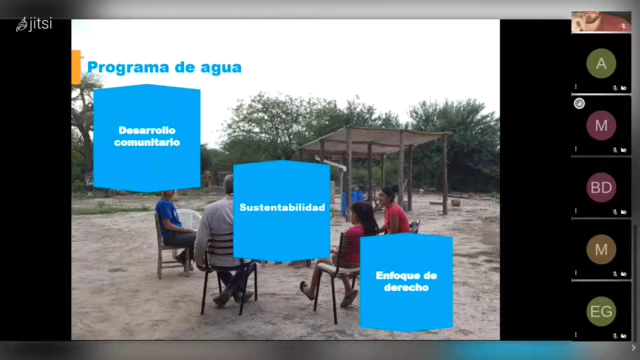 jitsi
Programa de agua
Desarrollo
comunitario
Sustentabilidad
Enfoque de
derecho
A
M
BD
M
EG